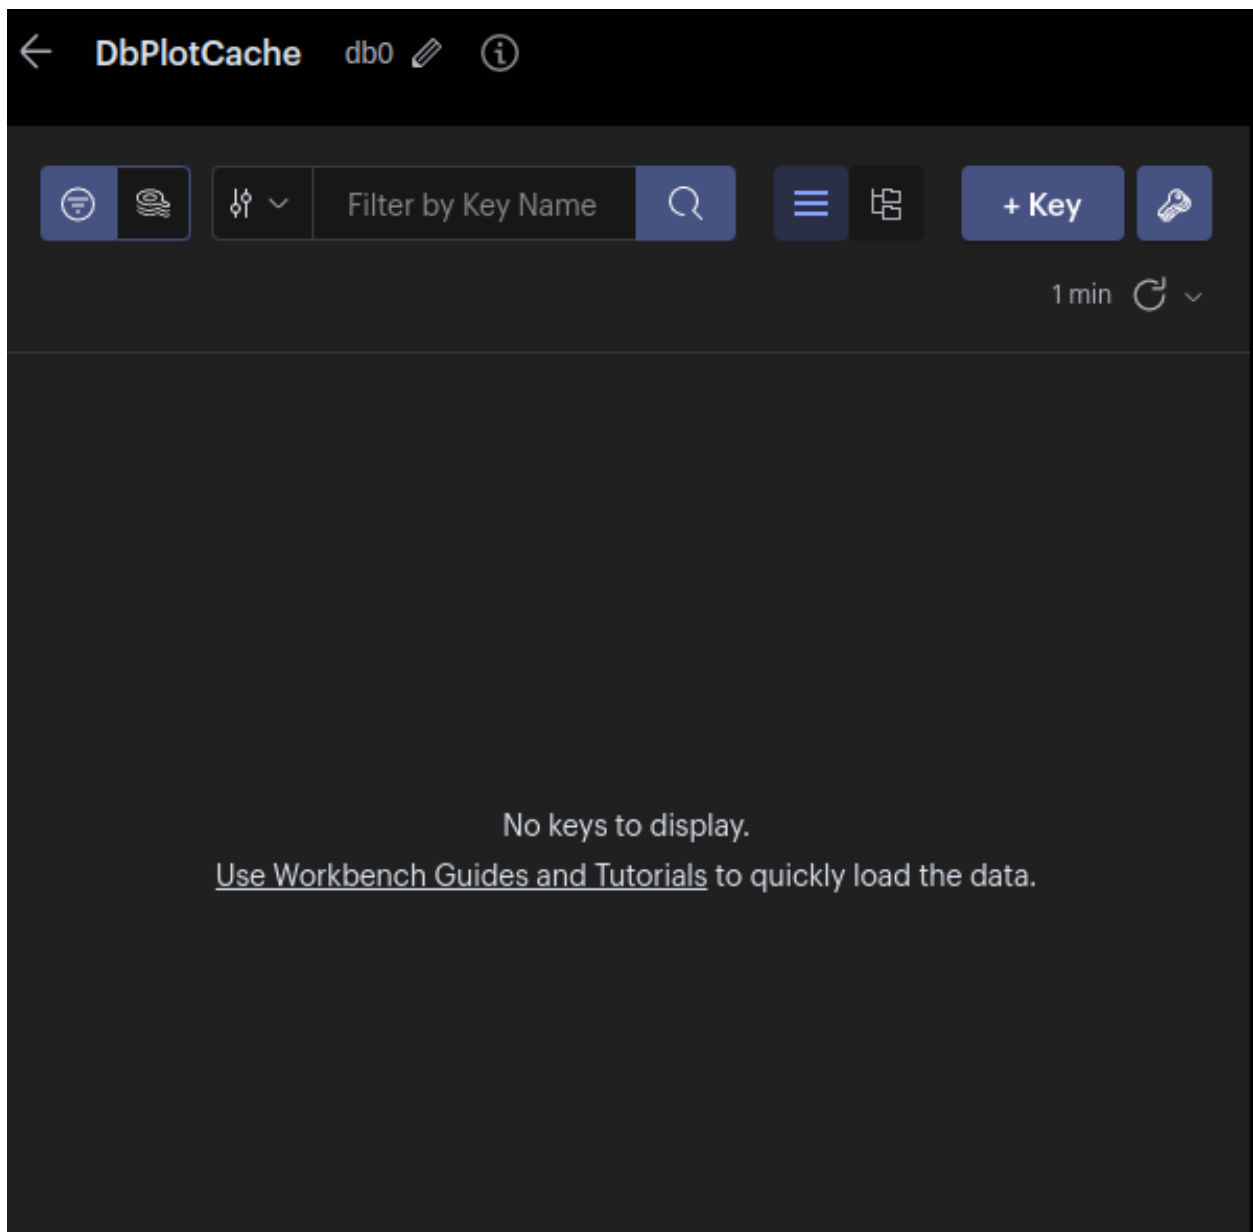 DbPlotCache db0
Filter by Key Name + Key
1 min
No keys to display.
Use Workbench Guides and Tutorials to quickly load the data.